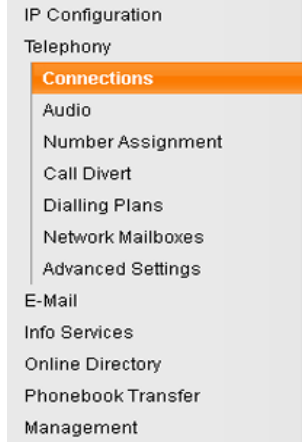 IP Configuration
Telephony
Connections
Audio
Number Assignment
Call Divert
Dialling Plans
Network Mailboxes
Advanced Settings
E-Mail
Info Services
Online Directory
Phonebook Transfer
Management